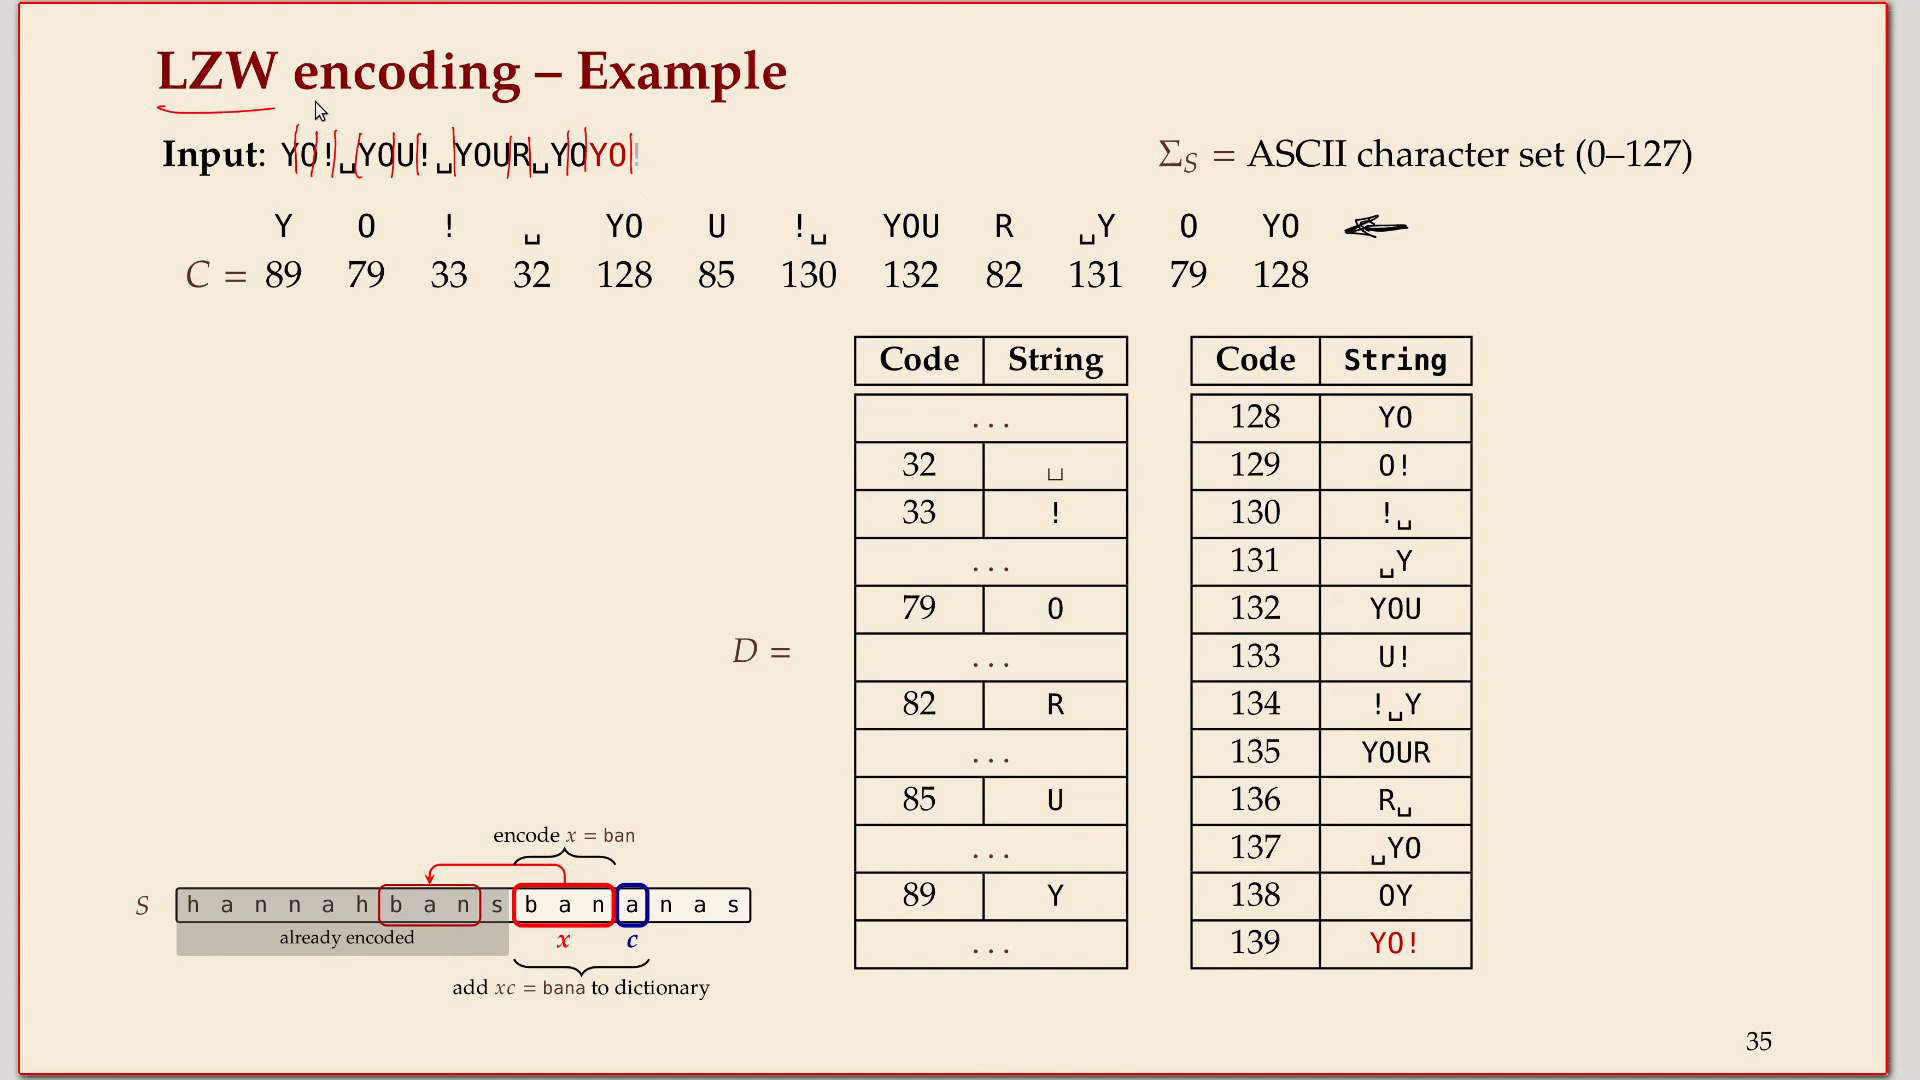 LZW encoding – Example
Input: YO!␣YOU!␣YOUR␣YOYO!
Σ_S = ASCII character set (0–127)
Y O ! ␣ YO U !␣ YOU R ␣Y O YO
C = 89 79 33 32 128 85 130 132 82 131 79 128
Code String Code String
... 128 YO
32 ␣ 129 O!
33 ! 130 !␣
... 131 ␣Y
79 O 132 YOU
D = ... 133 U!
82 R 134 !␣Y
... 135 YOUR
85 U 136 R␣
... 137 ␣YO
89 Y 138 OY
... 139 YO!
encode x = ban
S h a n n a h b a n s b a n a n a s
already encoded x c
add xc = bana to dictionary
35